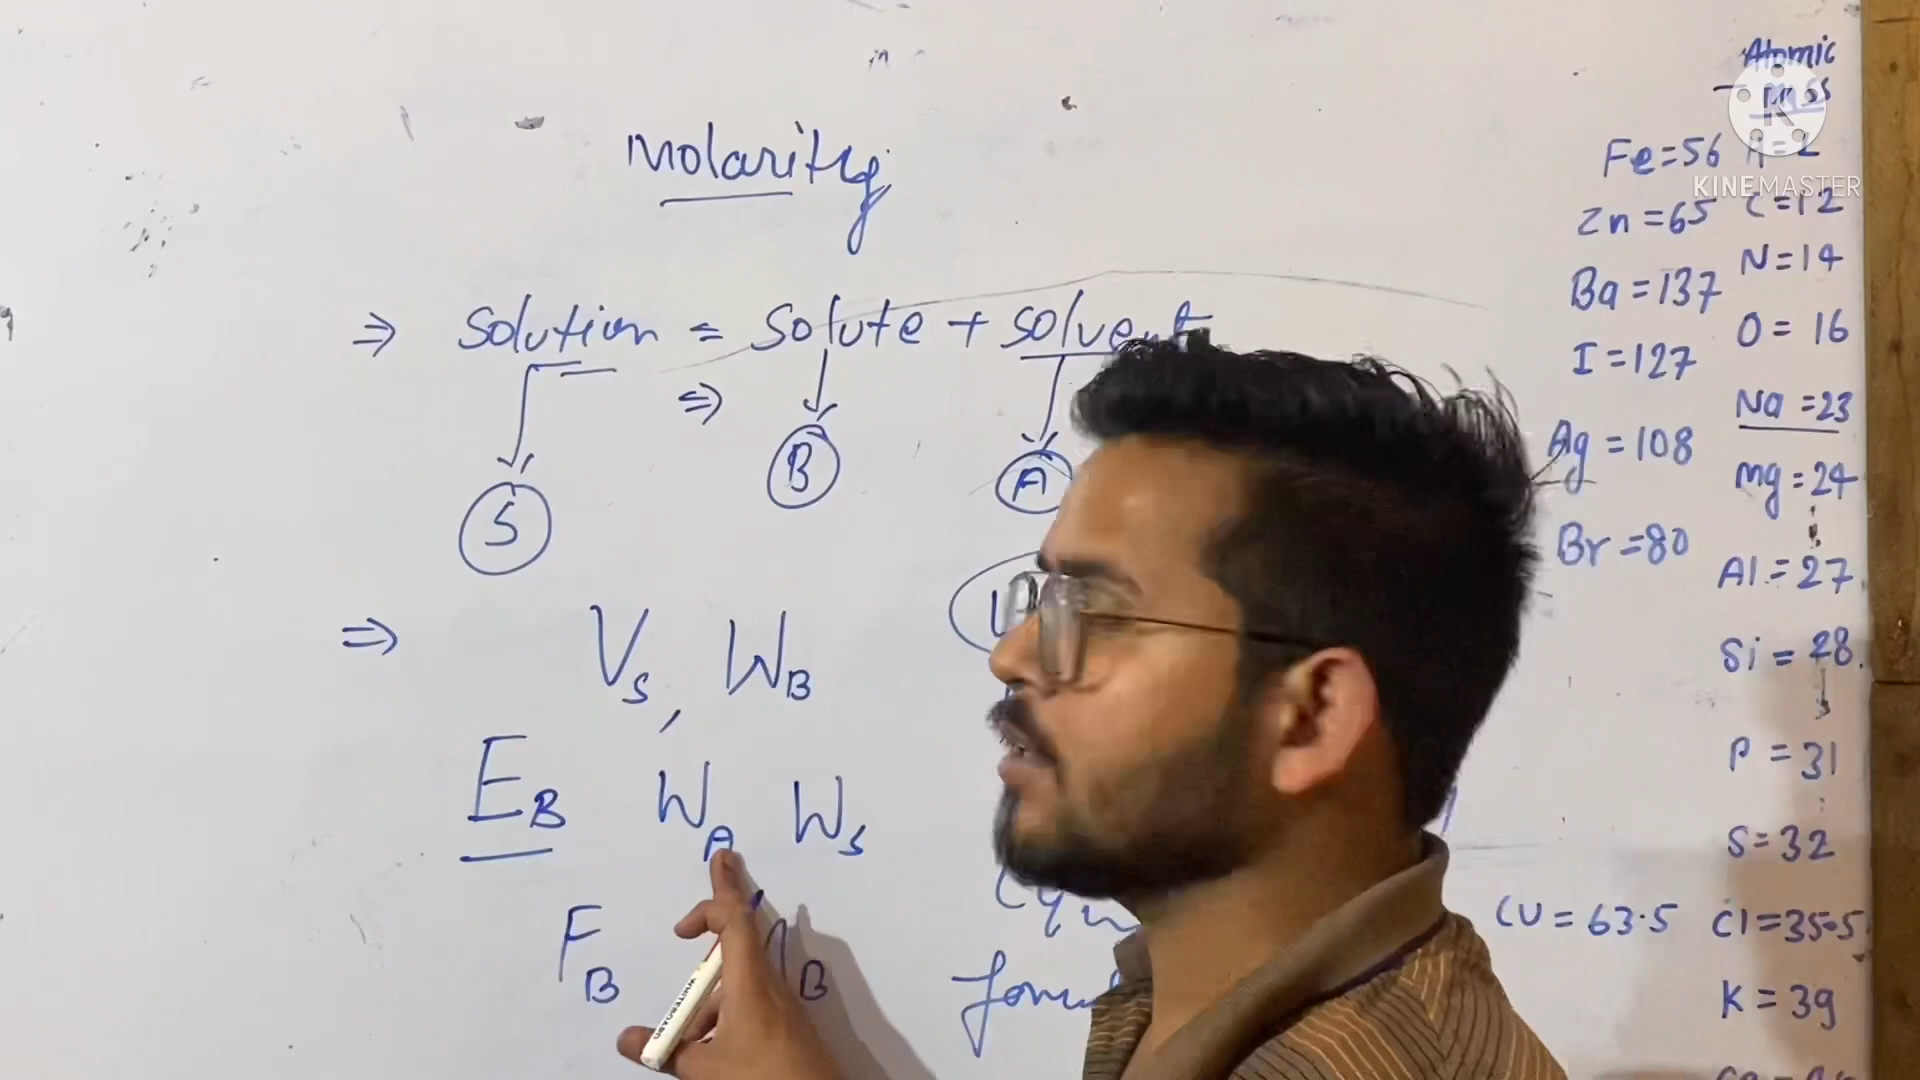 Molarity
⇒ Solution = Solute + Solvent
⇒
S
B
A
⇒ Vs, WB
EB WA Ws
FB
B
Atomic
mass
Fe=56
KINEMASTER
Zn=65 C=12
Ba=137 N=14
I=127 O=16
Na=23
Ag=108 Mg=24
Br=80 Al=27
Si=28
P=31
S=32
CU=63.5 Cl=35.5
K=39